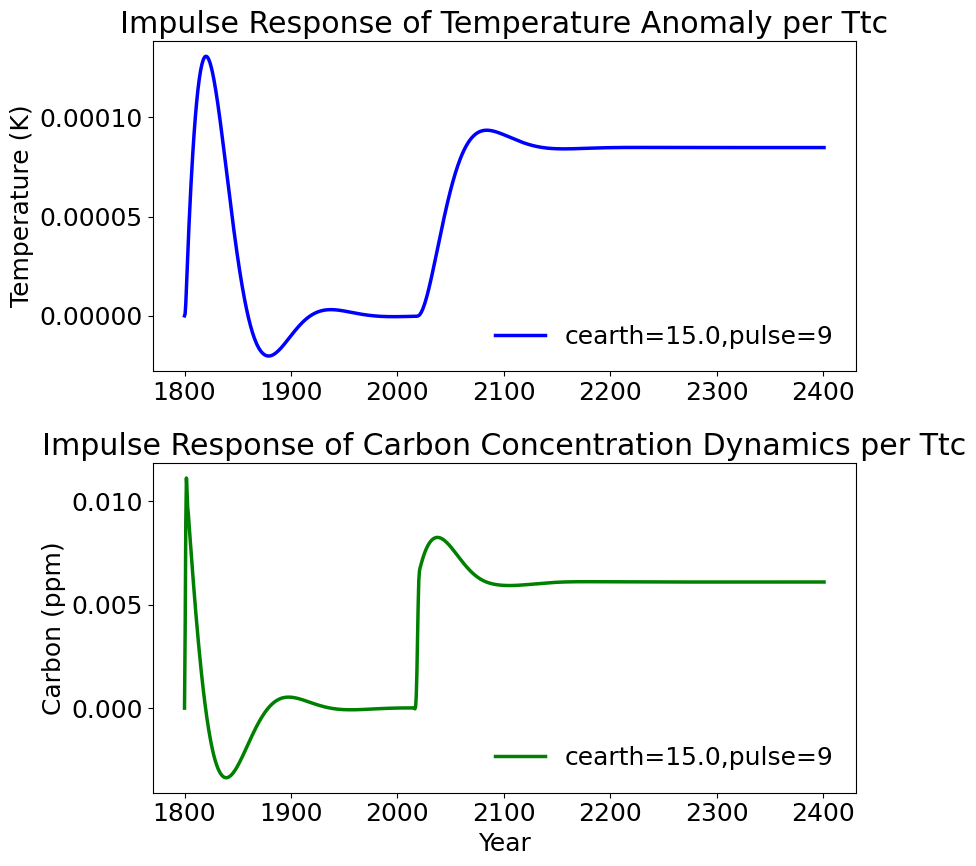 Impulse Response of Temperature Anomaly per Ttc
Temperature (K)
0.00010
0.00005
0.00000
cearth=15.0,pulse=9
1800 1900 2000 2100 2200 2300 2400
Impulse Response of Carbon Concentration Dynamics per Ttc
Carbon (ppm)
0.010
0.005
0.000
cearth=15.0,pulse=9
1800 1900 2000 2100 2200 2300 2400
Year